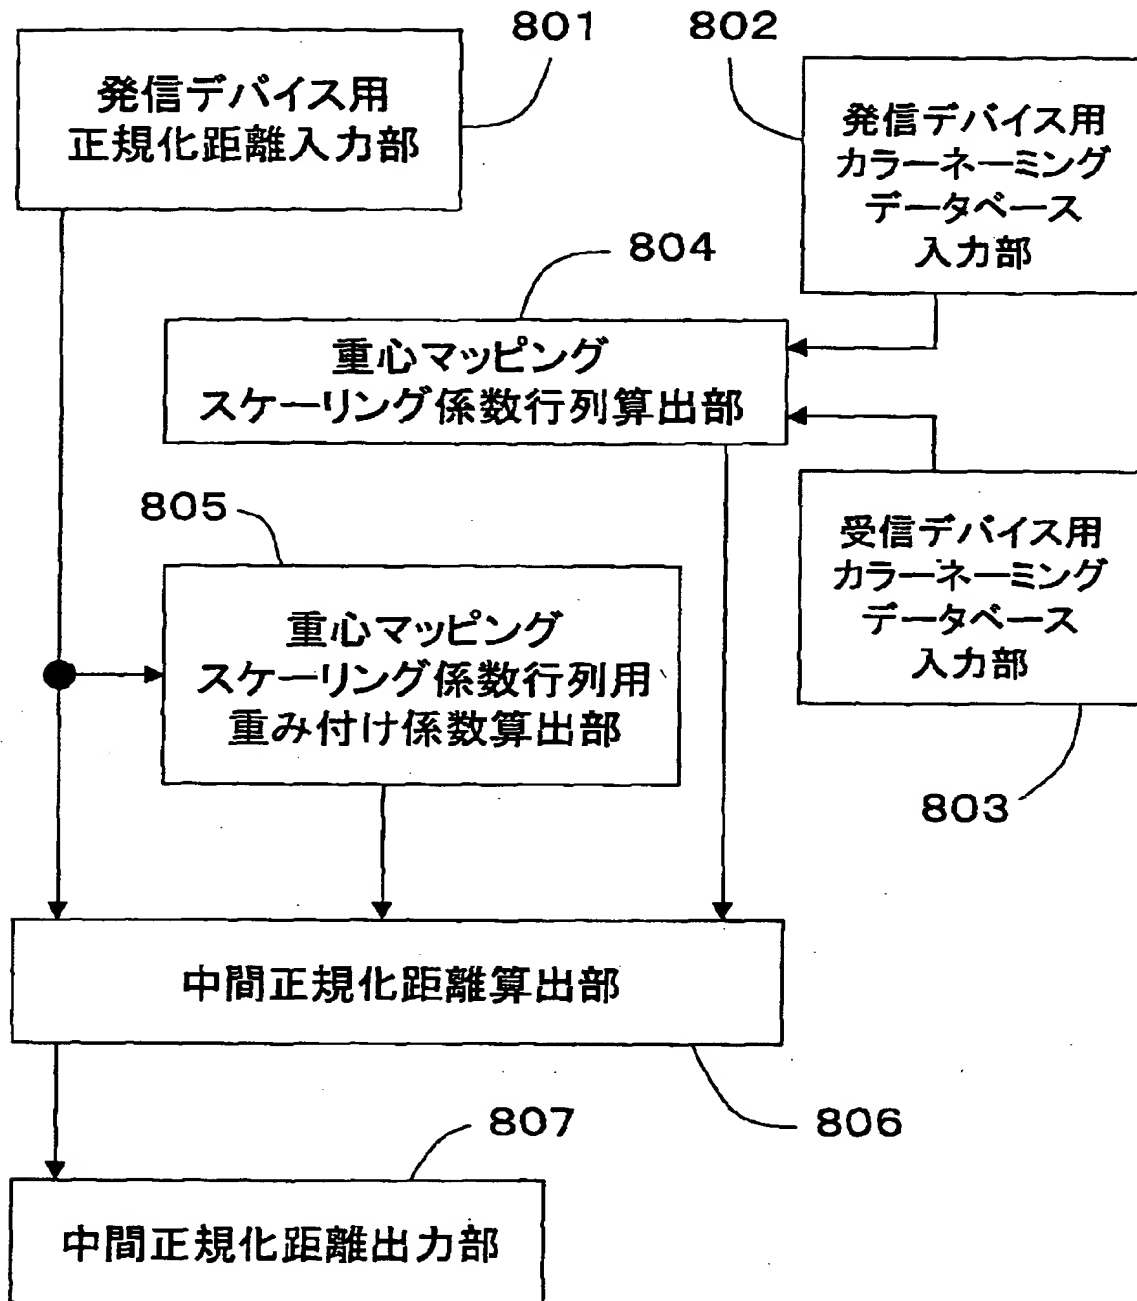 801
802
発信デバイス用
正規化距離入力部
発信デバイス用
カラーネーミング
データベース
入力部
804
重心マッピング
スケーリング係数行列算出部
805
重心マッピング
スケーリング係数行列用
重み付け係数算出部
受信デバイス用
カラーネーミング
データベース
入力部
803
中間正規化距離算出部
806
807
中間正規化距離出力部